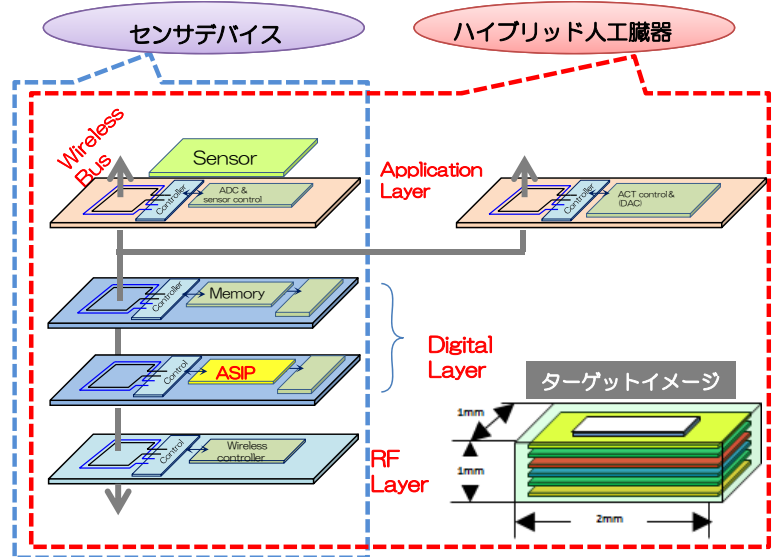 センサデバイス
ハイブリッド人工臓器
Wireless
Bus
Sensor
Controller
ADC &
sensor control
Application
Layer
Controller
ACT control &
(DAC)
Controller
Memory
Control
ASIP
Digital
Layer
Control
Wireless
controller
RF
Layer
ターゲットイメージ
1mm
1mm
2mm